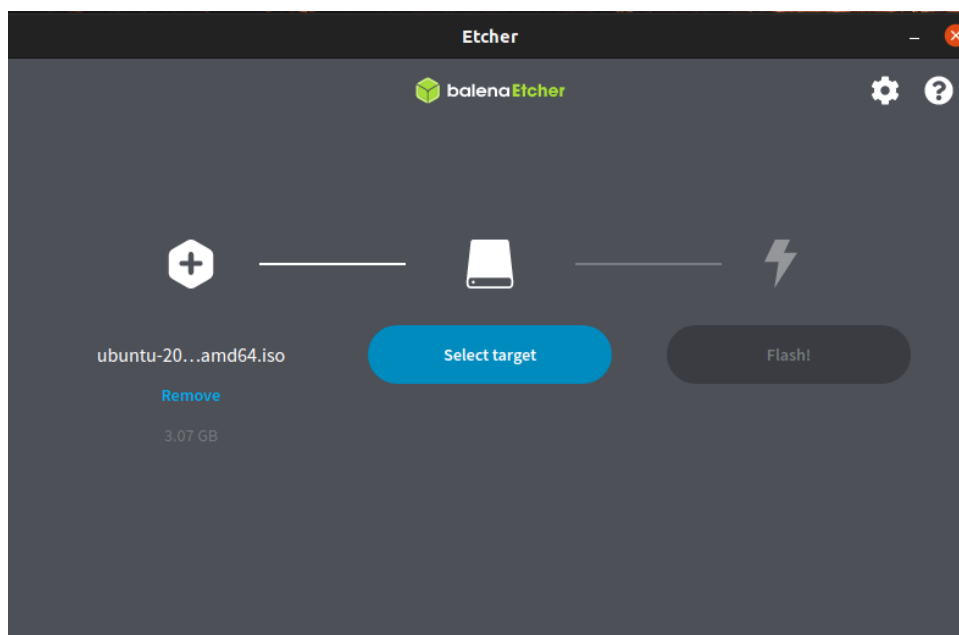 Etcher
balenaEtcher
ubuntu-20...amd64.iso
Select target
Flash!
Remove
3.07 GB